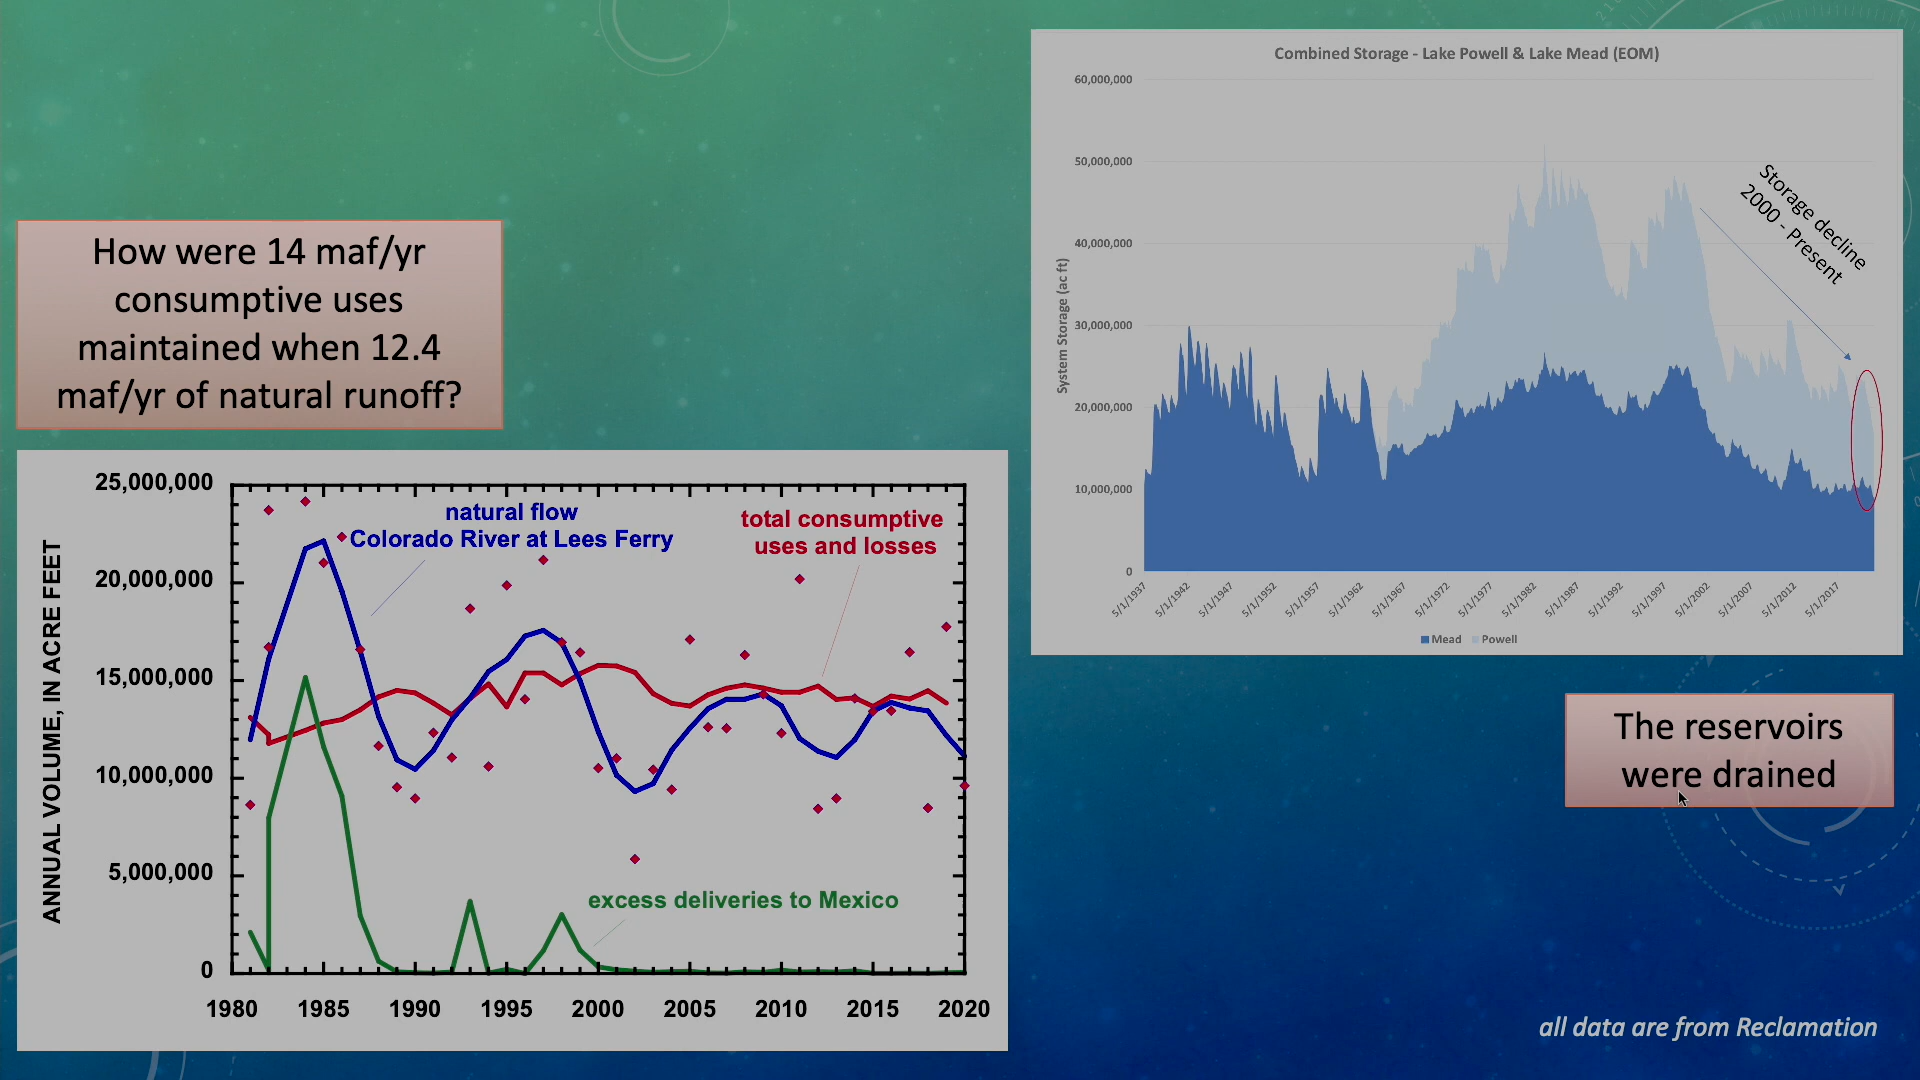 How were 14 maf/yr
consumptive uses
maintained when 12.4
maf/yr of natural runoff?
25,000,000
20,000,000
15,000,000
10,000,000
5,000,000
0
ANNUAL VOLUME, IN ACRE FEET
natural flow
Colorado River at Lees Ferry
total consumptive
uses and losses
excess deliveries to Mexico
1980 1985 1990 1995 2000 2005 2010 2015 2020
Combined Storage - Lake Powell & Lake Mead (EOM)
60,000,000
50,000,000
40,000,000
30,000,000
20,000,000
10,000,000
0
System Storage (ac ft)
Storage decline
2000 - Present
5/1/1937 5/1/1942 5/1/1947 5/1/1952 5/1/1957 5/1/1962 5/1/1967 5/1/1972 5/1/1977 5/1/1982 5/1/1987 5/1/1992 5/1/1997 5/1/2002 5/1/2007 5/1/2012 5/1/2017
Mead Powell
The reservoirs
were drained
all data are from Reclamation